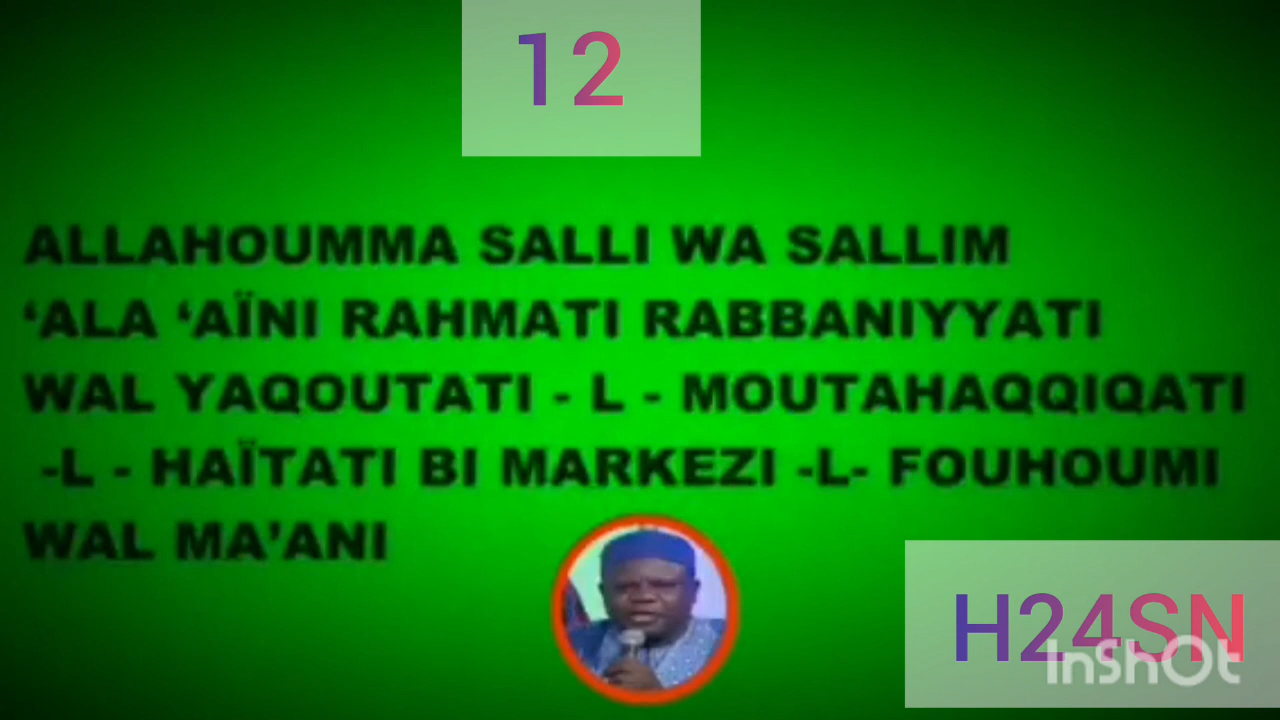 12
ALLAHOUMMA SALLI WA SALLIM
‘ALA ‘AÏNI RAHMATI RABBANIYYATI
WAL YAQOUTATI - L - MOUTAHAQQIQATI
-L - HAÏTATI BI MARKEZI -L- FOUHOUMI
WAL MA’ANI
H24SN
InShOt